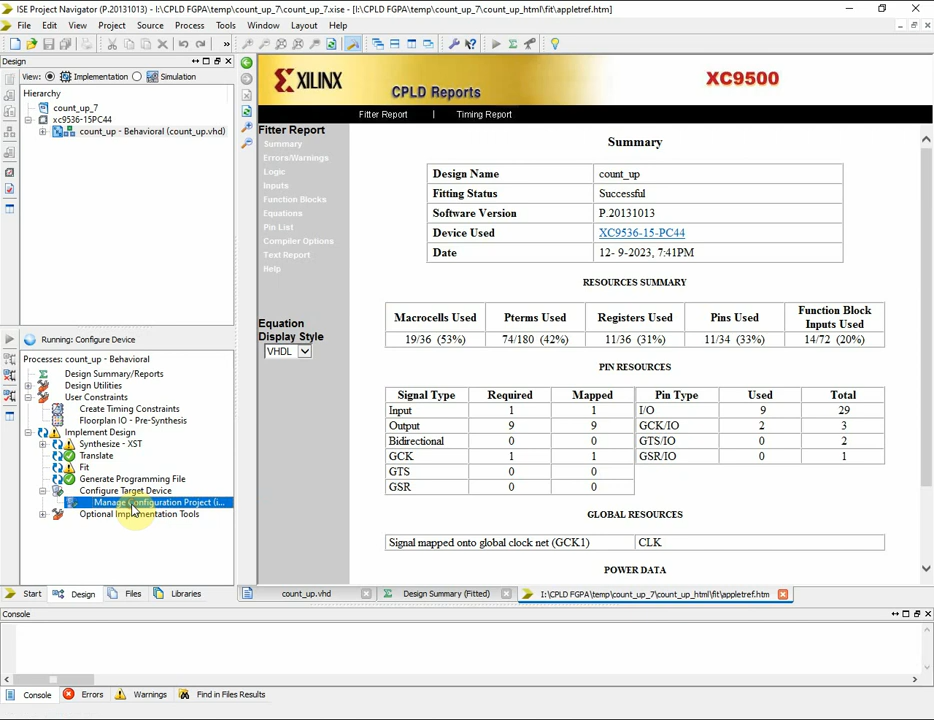 ISE Project Navigator (P.20131013) - I:\CPLD FGPA\temp\count_up_7\count_up_7.xise - [I:\CPLD FGPA\temp\count_up_7\count_up_html\fit\appletref.htm]
File Edit View Project Source Process Tools Window Layout Help
Design
View: Implementation Simulation
Hierarchy
count_up_7
xc9536-15PC44
count_up - Behavioral (count_up.vhd)
Running: Configure Device
Processes: count_up - Behavioral
Design Summary/Reports
Design Utilities
User Constraints
Create Timing Constraints
Floorplan IO - Pre-Synthesis
Implement Design
Synthesize - XST
Translate
Fit
Generate Programming File
Configure Target Device
Manage Configuration Project (i...
Optional Implementation Tools
Start Design Files Libraries
XILINX
CPLD Reports
XC9500
Fitter Report | Timing Report
Fitter Report
Summary
Errors/Warnings
Logic
Inputs
Function Blocks
Equations
Pin List
Compiler Options
Text Report
Help
Equation
Display Style
VHDL
Summary
Design Name count_up
Fitting Status Successful
Software Version P.20131013
Device Used XC9536-15-PC44
Date 12- 9-2023, 7:41PM
RESOURCES SUMMARY
Macrocells Used Pterms Used Registers Used Pins Used Function Block Inputs Used
19/36 (53%) 74/180 (42%) 11/36 (31%) 11/34 (33%) 14/72 (20%)
PIN RESOURCES
Signal Type Required Mapped Pin Type Used Total
Input 1 1 I/O 9 29
Output 9 9 GCK/IO 2 3
Bidirectional 0 0 GTS/IO 0 2
GCK 1 1 GSR/IO 0 1
GTS 0 0
GSR 0 0
GLOBAL RESOURCES
Signal mapped onto global clock net (GCK1) CLK
POWER DATA
count_up.vhd Design Summary (Fitted) I:\CPLD FGPA\temp\count_up_7\count_up_html\fit\appletref.htm
Console
Console Errors Warnings Find in Files Results